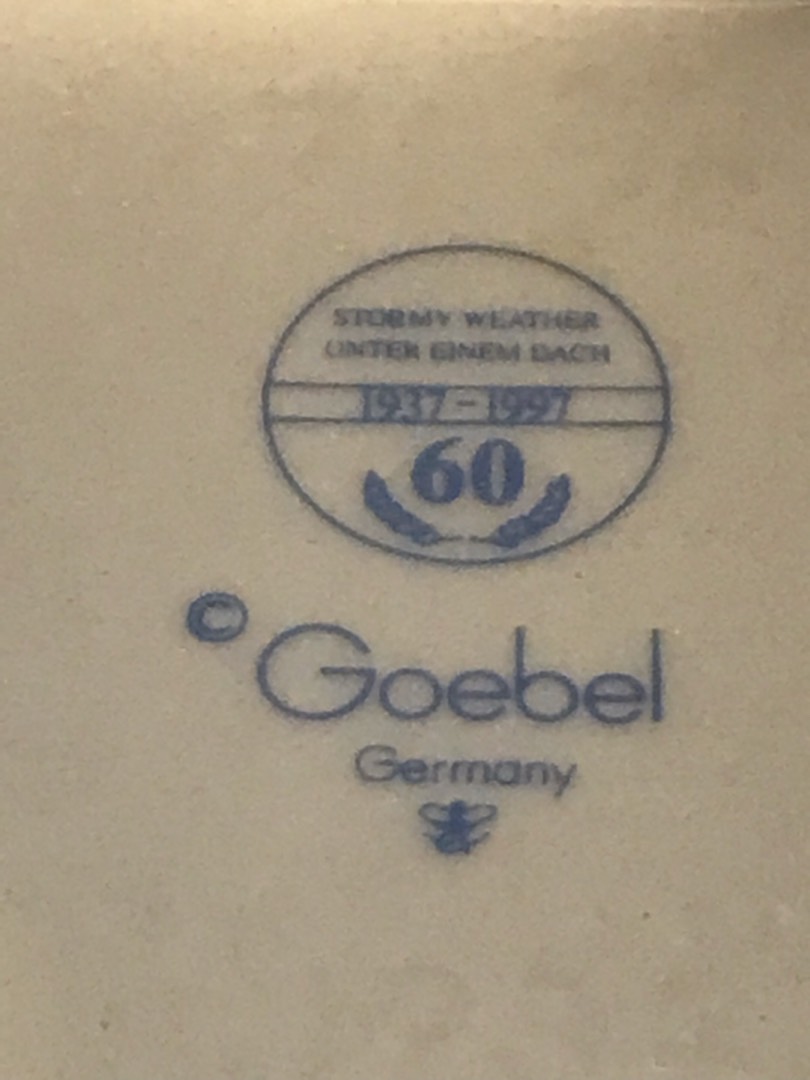 STORMY WEATHER
UNTER EINEM DACH
1937-1997
60
© Goebel
Germany